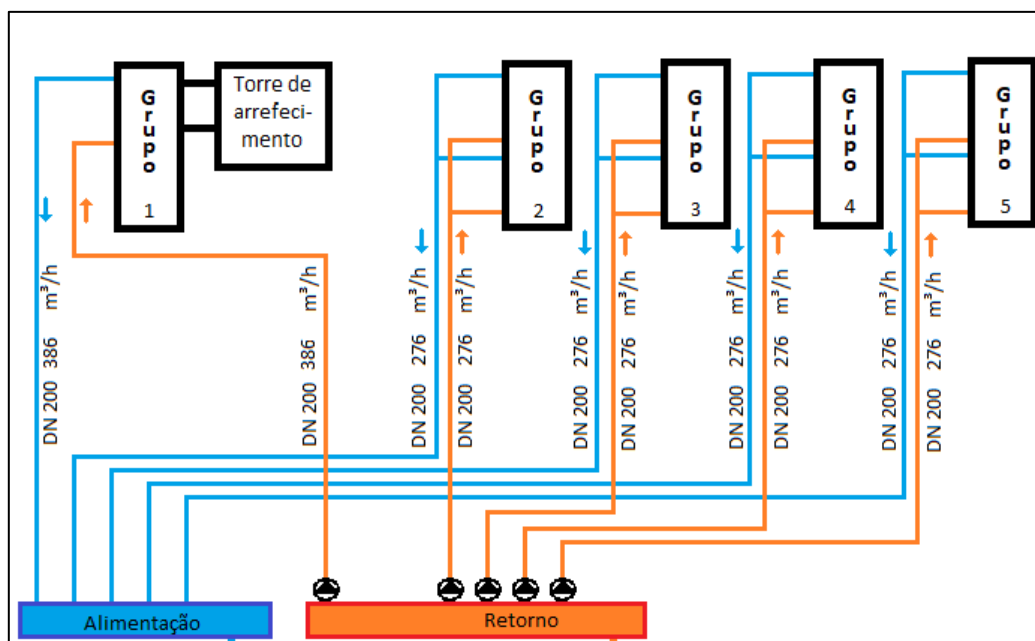 Grupo
1
Torre de
arrefeci-
mento
Grupo
2
Grupo
3
Grupo
4
Grupo
5
DN 200 386 m³/h
DN 200 386 m³/h
DN 200 276 m³/h
DN 200 276 m³/h
DN 200 276 m³/h
DN 200 276 m³/h
DN 200 276 m³/h
DN 200 276 m³/h
DN 200 276 m³/h
DN 200 276 m³/h
Alimentação
Retorno